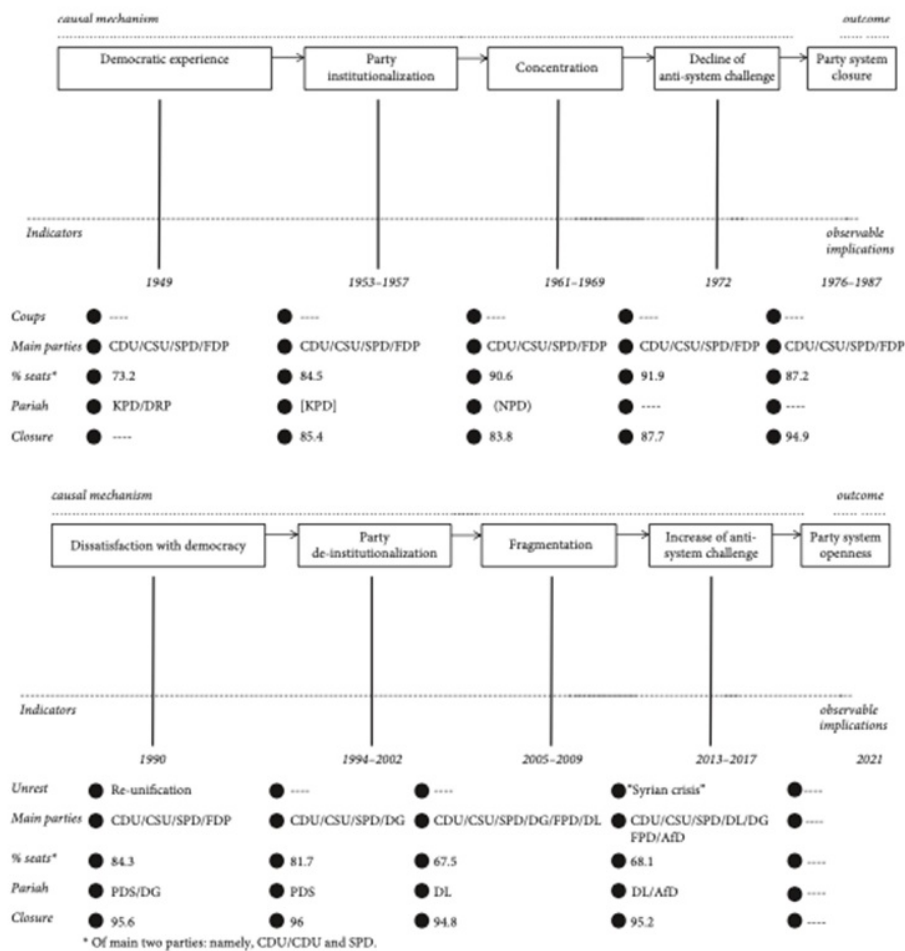 causal mechanism outcome
Democratic experience Party institutionalization Concentration Decline of anti-system challenge Party system closure
Indicators observable implications
1949 1953–1957 1961–1969 1972 1976–1987
Coups ---- ---- ---- ---- ----
Main parties CDU/CSU/SPD/FDP CDU/CSU/SPD/FDP CDU/CSU/SPD/FDP CDU/CSU/SPD/FDP CDU/CSU/SPD/FDP
% seats* 73.2 84.5 90.6 91.9 87.2
Pariah KPD/DRP [KPD] (NPD) ---- ----
Closure ---- 85.4 83.8 87.7 94.9
causal mechanism outcome
Dissatisfaction with democracy Party de-institutionalization Fragmentation Increase of anti-system challenge Party system openness
Indicators observable implications
1990 1994–2002 2005–2009 2013–2017 2021
Unrest Re-unification ---- ---- "Syrian crisis" ----
Main parties CDU/CSU/SPD/FDP CDU/CSU/SPD/DG CDU/CSU/SPD/DG/FPD/DL CDU/CSU/SPD/DL/DG FPD/AfD ----
% seats* 84.3 81.7 67.5 68.1 ----
Pariah PDS/DG PDS DL DL/AfD ----
Closure 95.6 96 94.8 95.2 ----
* Of main two parties: namely, CDU/CDU and SPD.